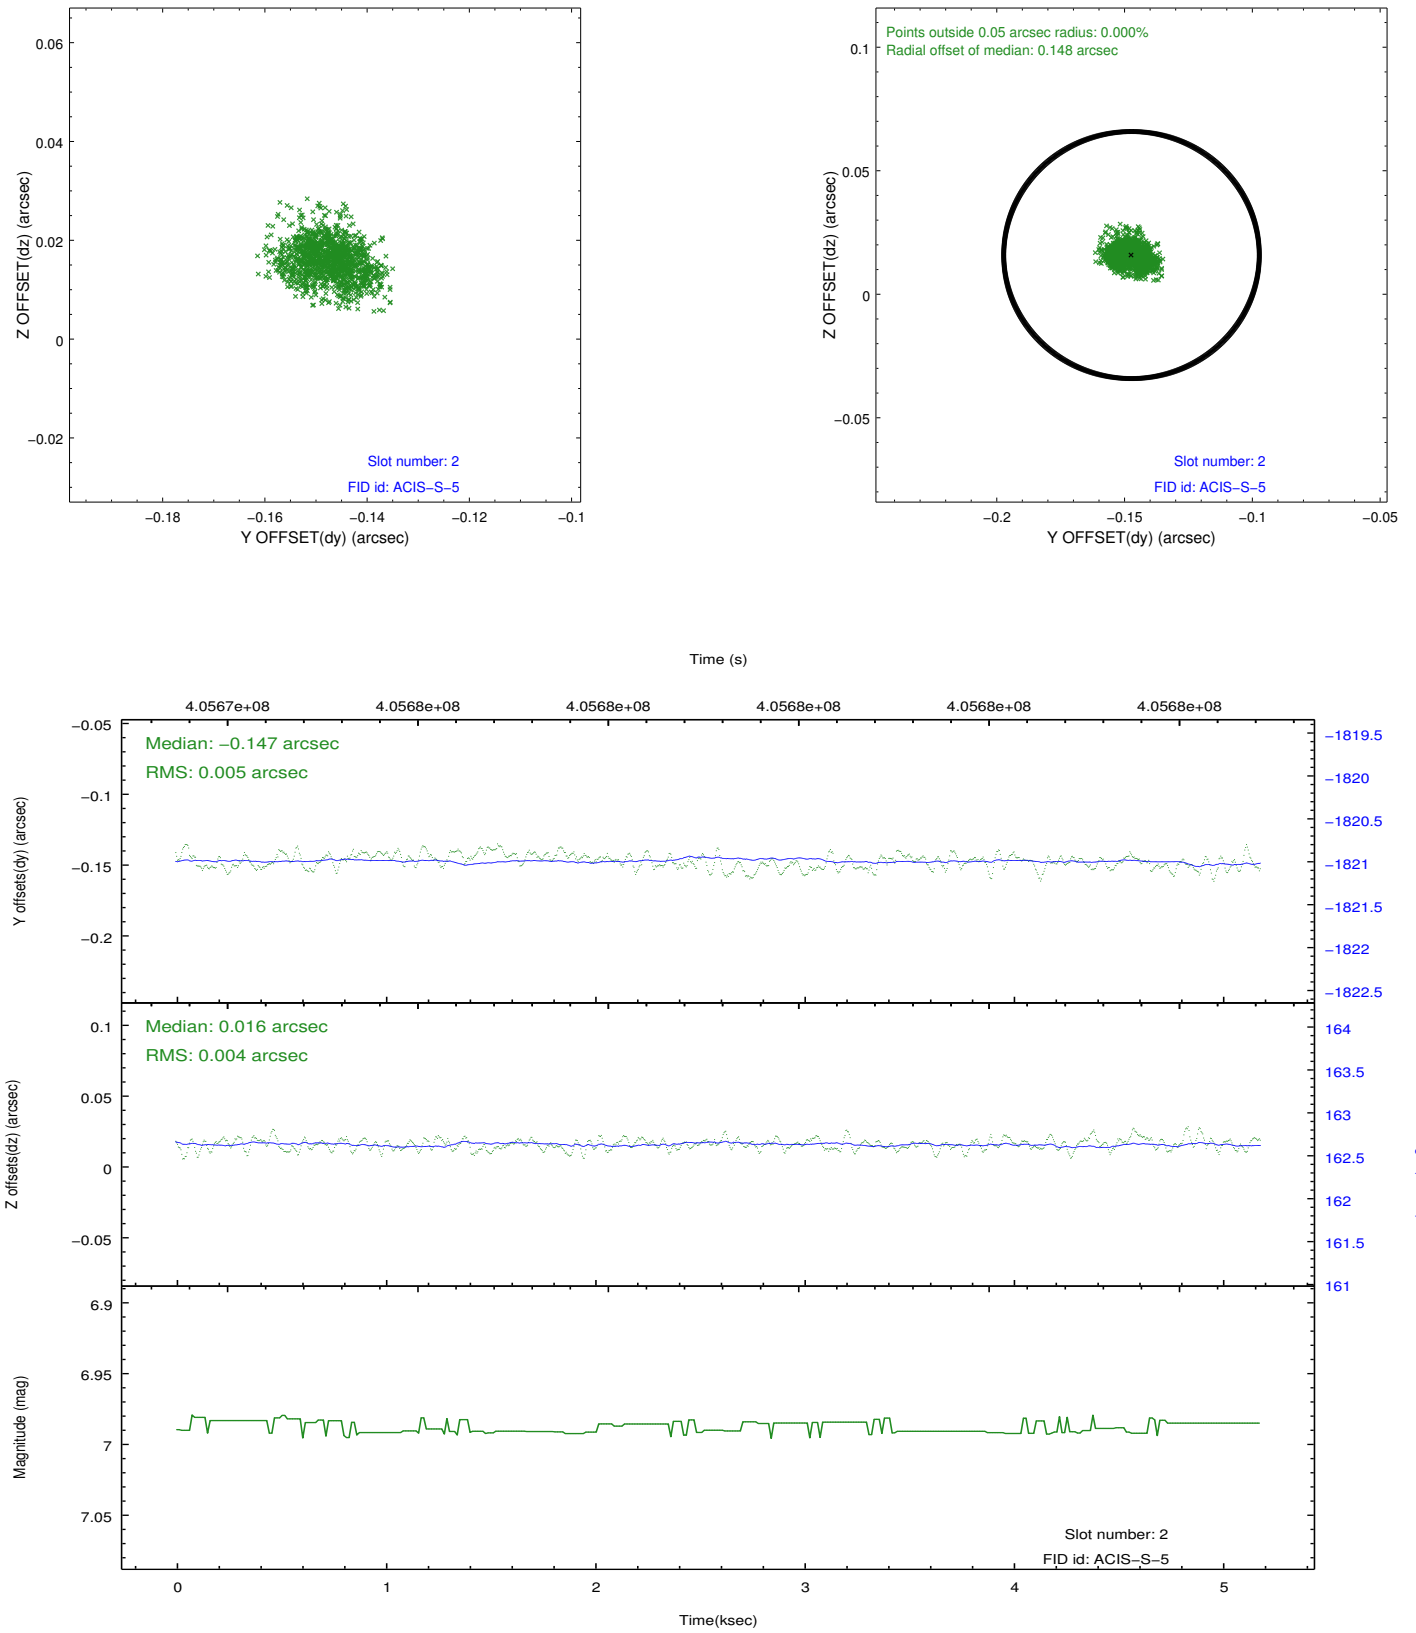 0.06
0.04
0.02
0
−0.02
Z OFFSET(dz) (arcsec)
Slot number: 2
FID id: ACIS−S−5
−0.18 −0.16 −0.14 −0.12 −0.1
Y OFFSET(dy) (arcsec)
Points outside 0.05 arcsec radius: 0.000%
Radial offset of median: 0.148 arcsec
0.1
0.05
0
−0.05
Z OFFSET(dz) (arcsec)
Slot number: 2
FID id: ACIS−S−5
−0.2 −0.15 −0.1 −0.05
Y OFFSET(dy) (arcsec)
Time (s)
4.0567e+08 4.0568e+08 4.0568e+08 4.0568e+08 4.0568e+08 4.0568e+08
Median: −0.147 arcsec
RMS: 0.005 arcsec
−0.05
−0.1
−0.15
−0.2
Y offsets(dy) (arcsec)
−1819.5
−1820
−1820.5
−1821
−1821.5
−1822
−1822.5
Median: 0.016 arcsec
RMS: 0.004 arcsec
0.1
0.05
0
−0.05
Z offsets(dz) (arcsec)
164
163.5
163
162.5
162
161.5
161
6.9
6.95
7
7.05
Magnitude (mag)
Slot number: 2
FID id: ACIS−S−5
0 1 2 3 4 5
Time(ksec)